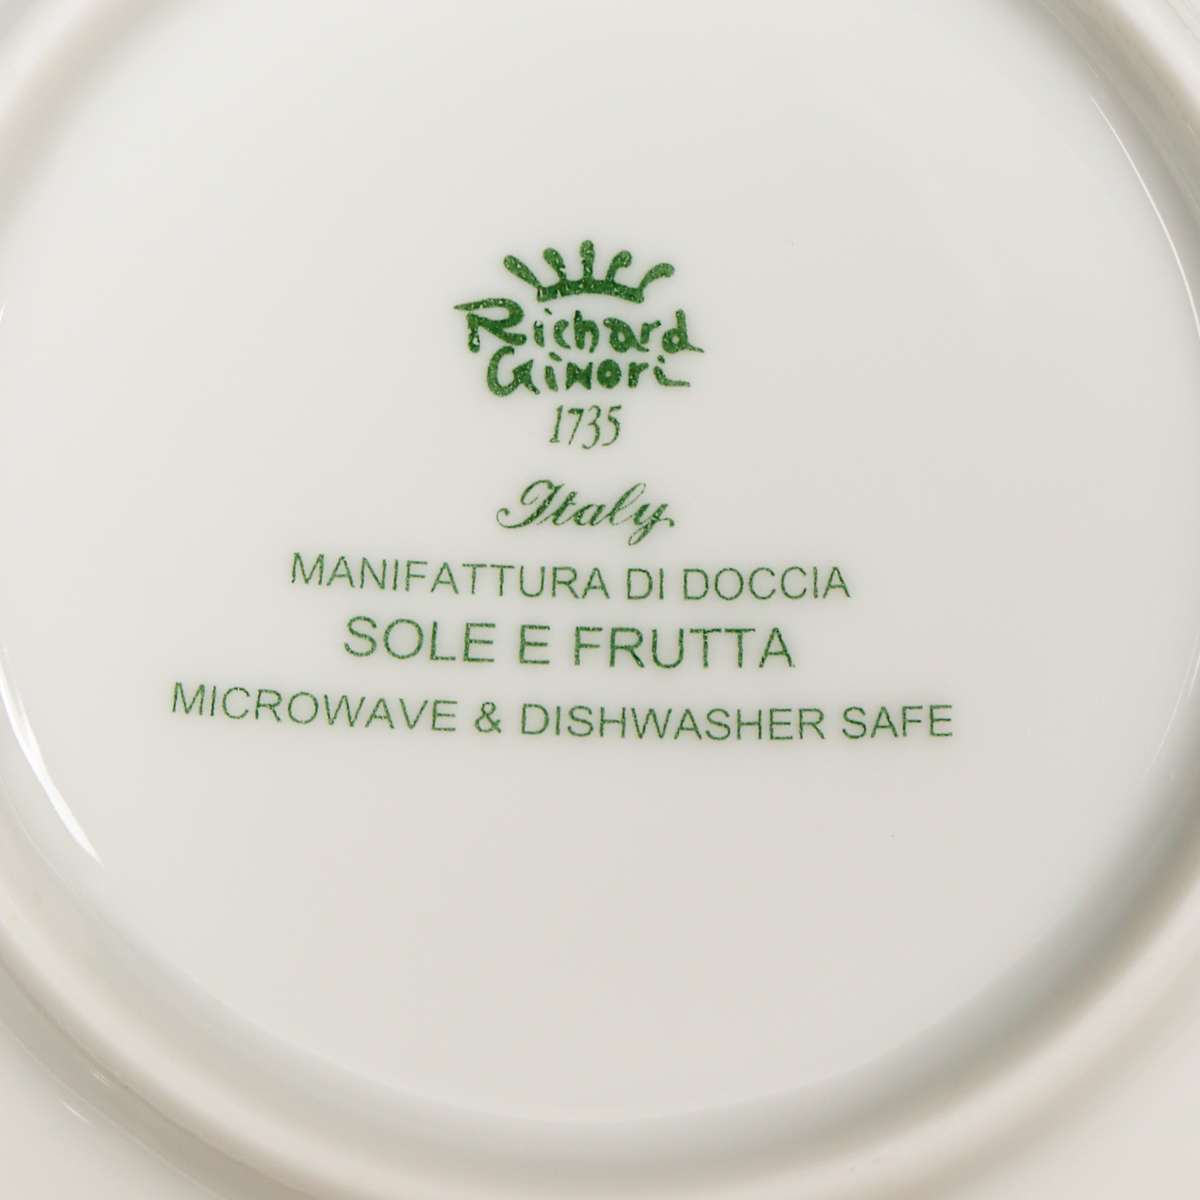 Richard
Ginori
1735
Italy
MANIFATTURA DI DOCCIA
SOLE E FRUTTA
MICROWAVE & DISHWASHER SAFE